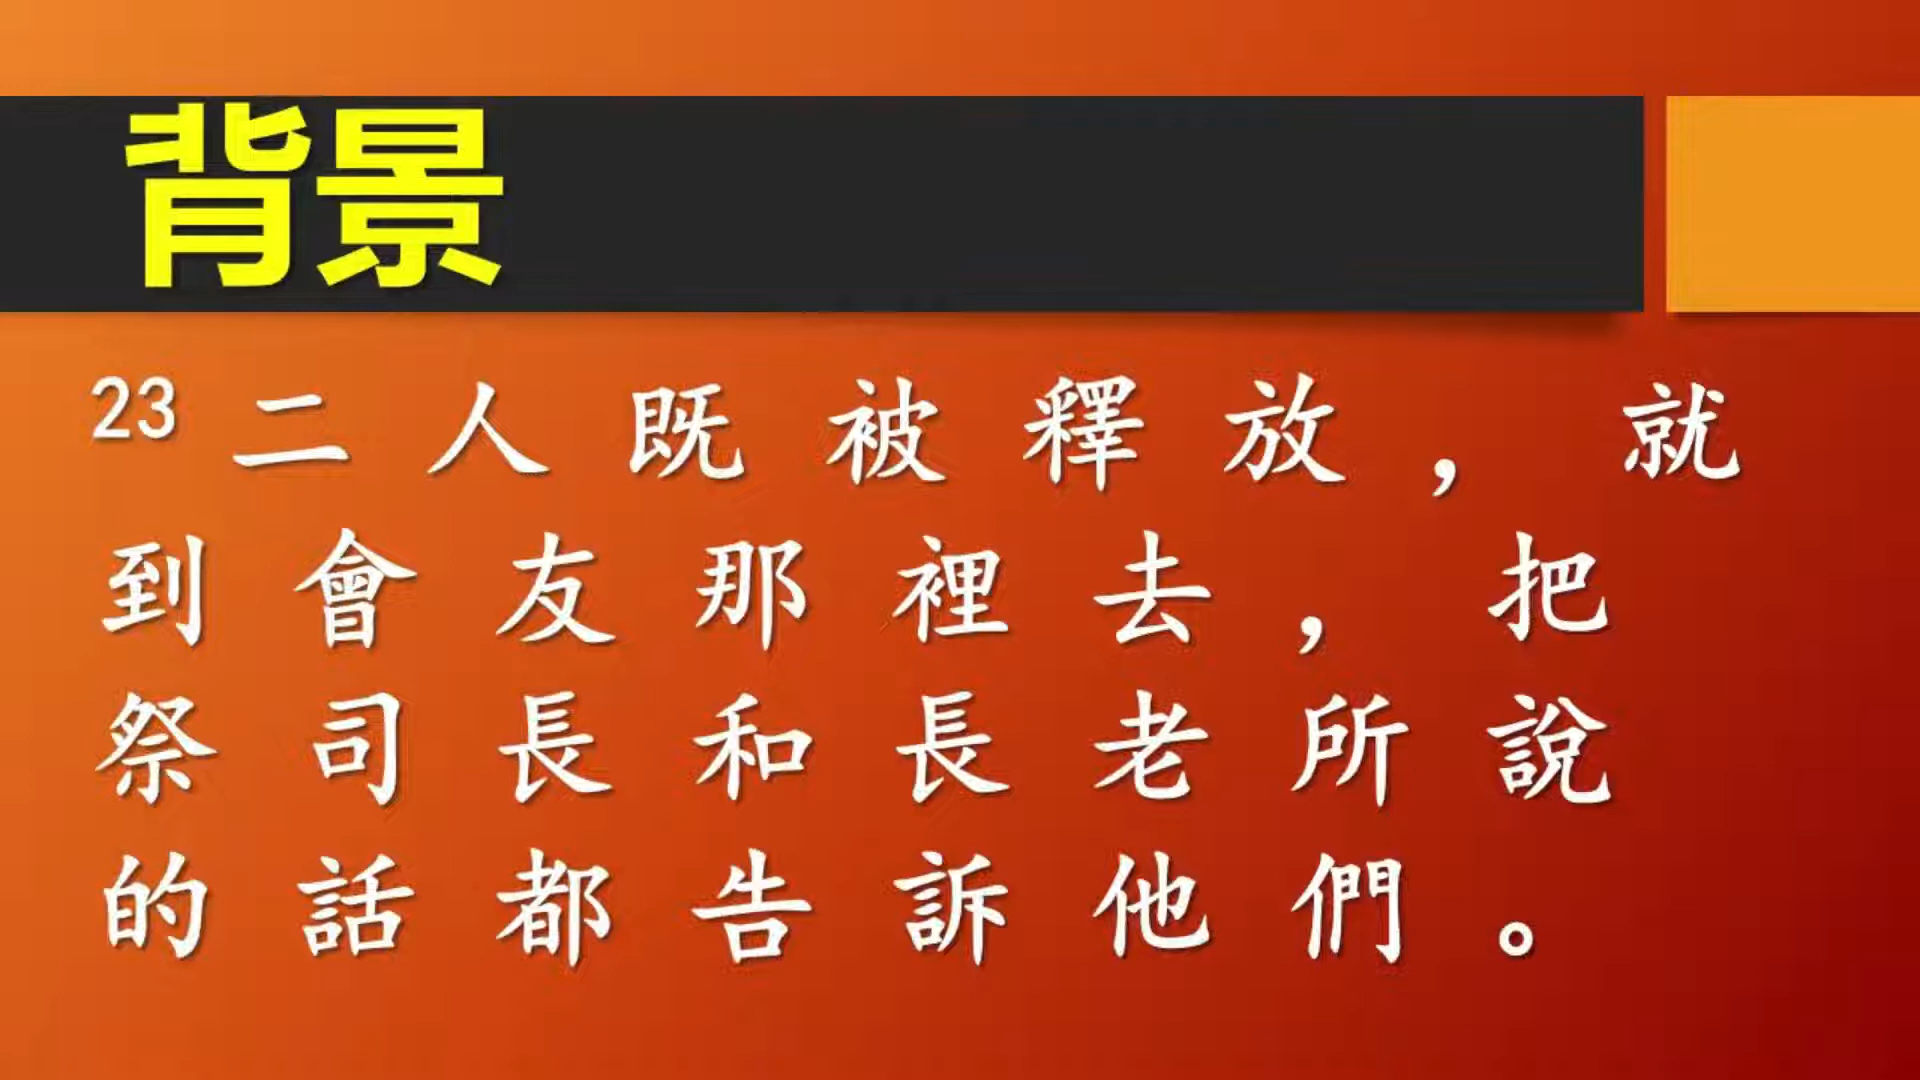 背景
23 二人既被釋放，就
到會友那裡去，把
祭司長和長老所說
的話都告訴他們。